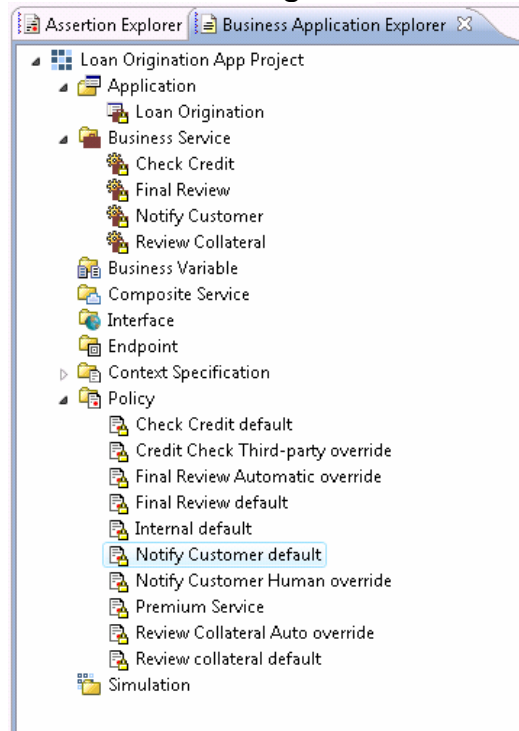 Assertion Explorer Business Application Explorer
Loan Origination App Project
Application
Loan Origination
Business Service
Check Credit
Final Review
Notify Customer
Review Collateral
Business Variable
Composite Service
Interface
Endpoint
Context Specification
Policy
Check Credit default
Credit Check Third-party override
Final Review Automatic override
Final Review default
Internal default
Notify Customer default
Notify Customer Human override
Premium Service
Review Collateral Auto override
Review collateral default
Simulation